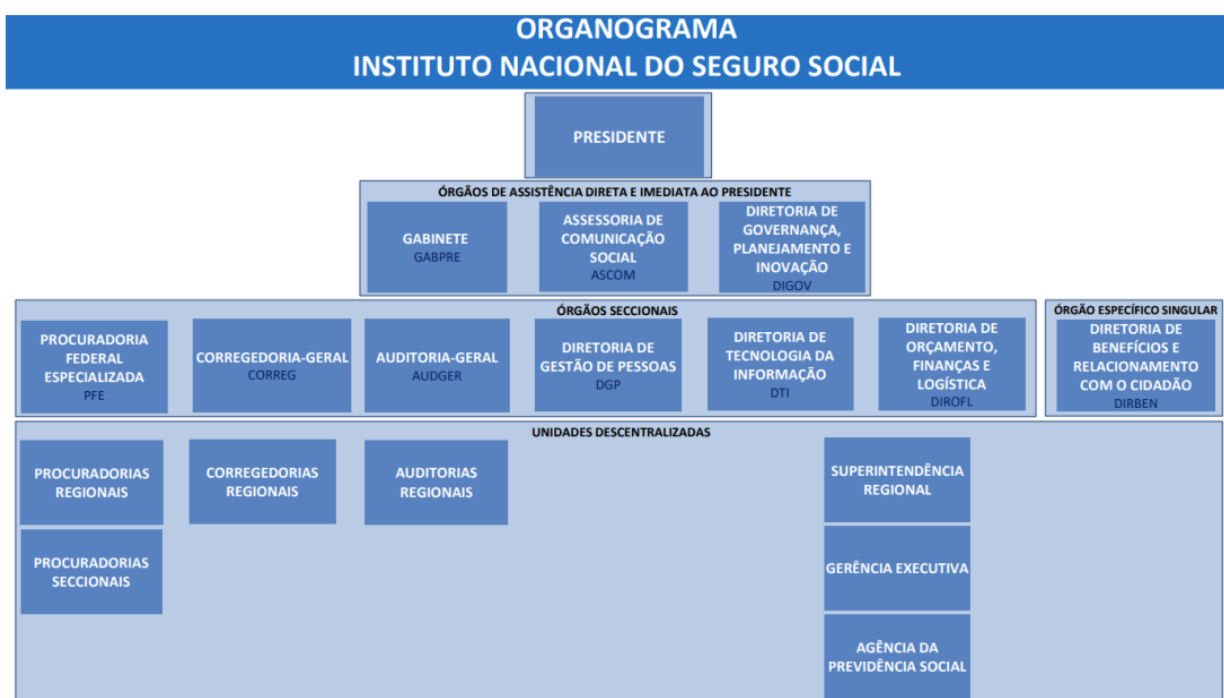 ORGANOGRAMA
INSTITUTO NACIONAL DO SEGURO SOCIAL
PRESIDENTE
ÓRGÃOS DE ASSISTÊNCIA DIRETA E IMEDIATA AO PRESIDENTE
GABINETE
GABPRE
ASSESSORIA DE
COMUNICAÇÃO
SOCIAL
ASCOM
DIRETORIA DE
GOVERNANÇA,
PLANEJAMENTO E
INOVAÇÃO
DIGOV
ÓRGÃOS SECCIONAIS
PROCURADORIA
FEDERAL
ESPECIALIZADA
PFE
CORREGEDORIA-GERAL
CORREG
AUDITORIA-GERAL
AUDGER
DIRETORIA DE
GESTÃO DE PESSOAS
DGP
DIRETORIA DE
TECNOLOGIA DA
INFORMAÇÃO
DTI
DIRETORIA DE
ORÇAMENTO,
FINANÇAS E
LOGÍSTICA
DIROFL
ÓRGÃO ESPECÍFICO SINGULAR
DIRETORIA DE
BENEFÍCIOS E
RELACIONAMENTO
COM O CIDADÃO
DIRBEN
UNIDADES DESCENTRALIZADAS
PROCURADORIAS
REGIONAIS
CORREGEDORIAS
REGIONAIS
AUDITORIAS
REGIONAIS
SUPERINTENDÊNCIA
REGIONAL
PROCURADORIAS
SECCIONAIS
GERÊNCIA EXECUTIVA
AGÊNCIA DA
PREVIDÊNCIA SOCIAL